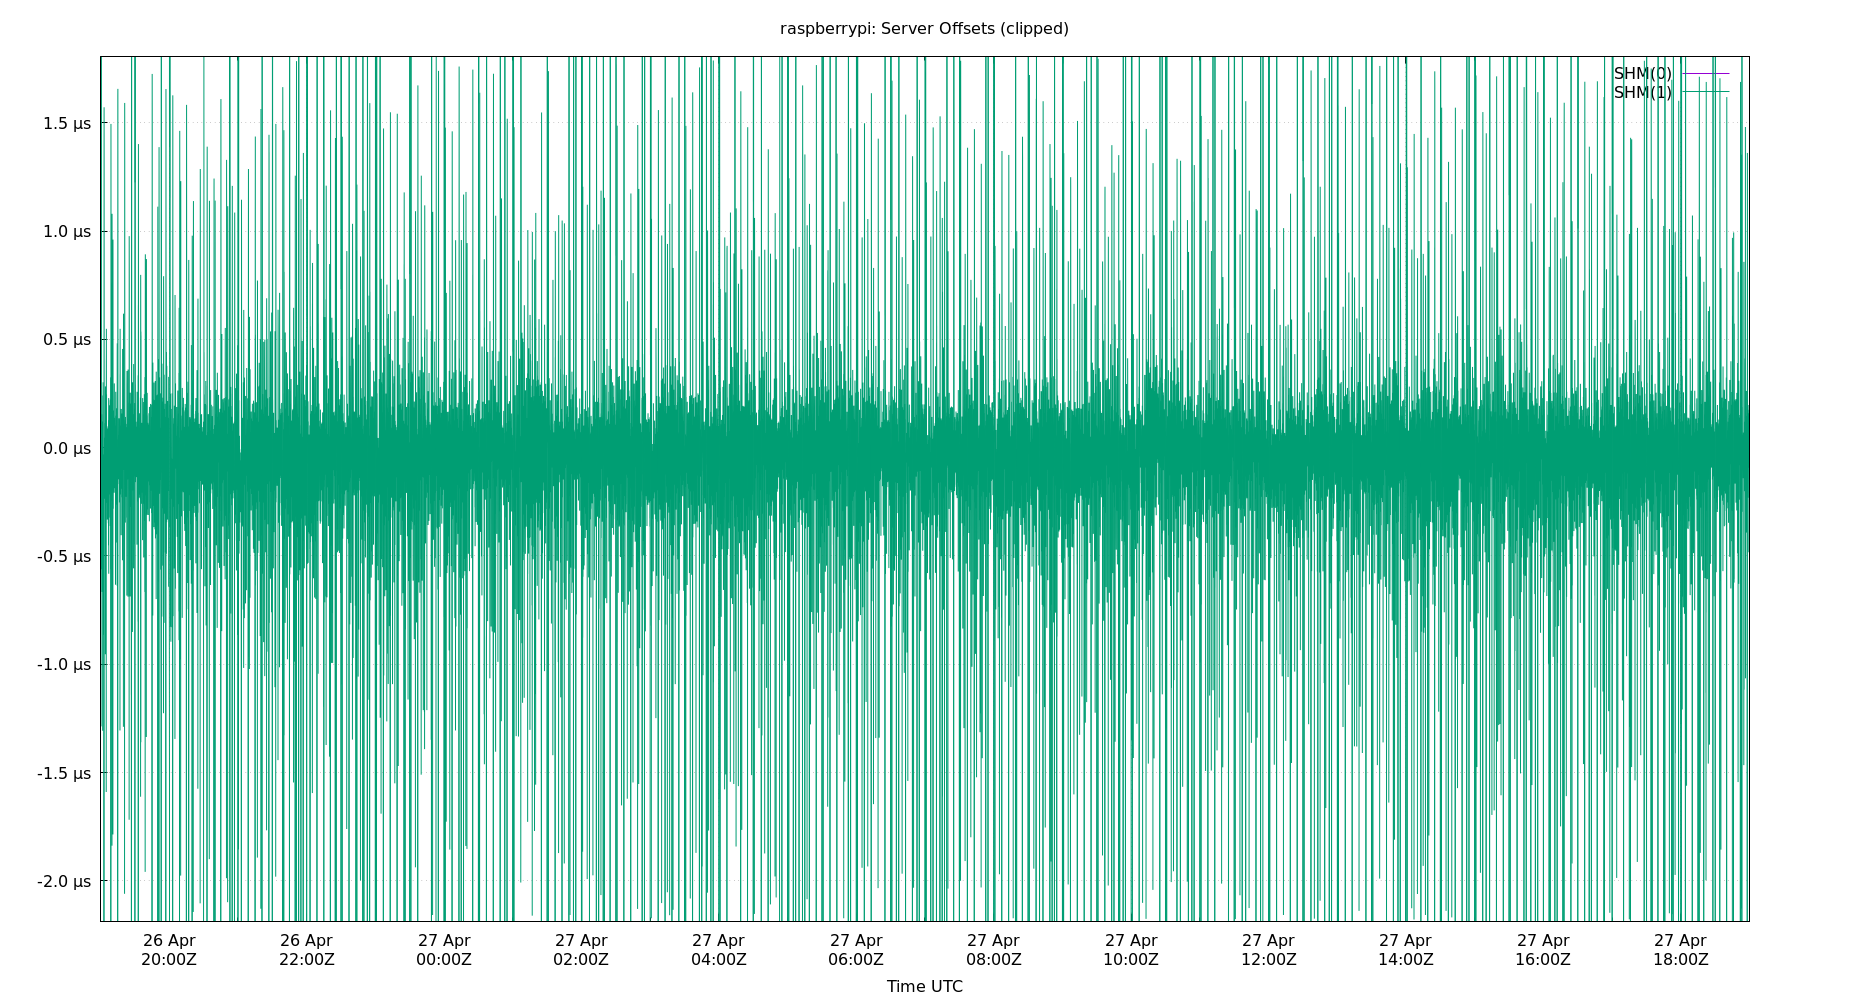 raspberrypi: Server Offsets (clipped)
SHM(0)
SHM(1)
1.5 µs
1.0 µs
0.5 µs
0.0 µs
-0.5 µs
-1.0 µs
-1.5 µs
-2.0 µs
26 Apr 26 Apr 27 Apr 27 Apr 27 Apr 27 Apr 27 Apr 27 Apr 27 Apr 27 Apr 27 Apr 27 Apr
20:00Z 22:00Z 00:00Z 02:00Z 04:00Z 06:00Z 08:00Z 10:00Z 12:00Z 14:00Z 16:00Z 18:00Z
Time UTC